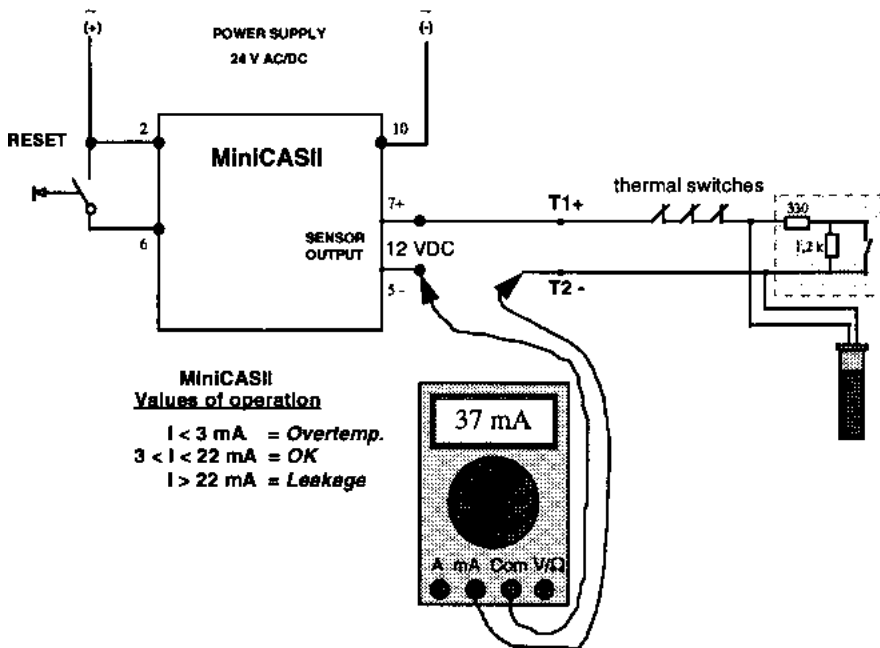 (+)
POWER SUPPLY
24 V AC/DC
(-)
RESET
2
10
MiniCASII
6
7+
SENSOR
OUTPUT
12 VDC
5 -
T1+
T2 -
thermal switches
330
1,2 k
MiniCASII
Values of operation
I < 3 mA = Overtemp.
3 < I < 22 mA = OK
I > 22 mA = Leakage
37 mA
A mA Com V/Ω